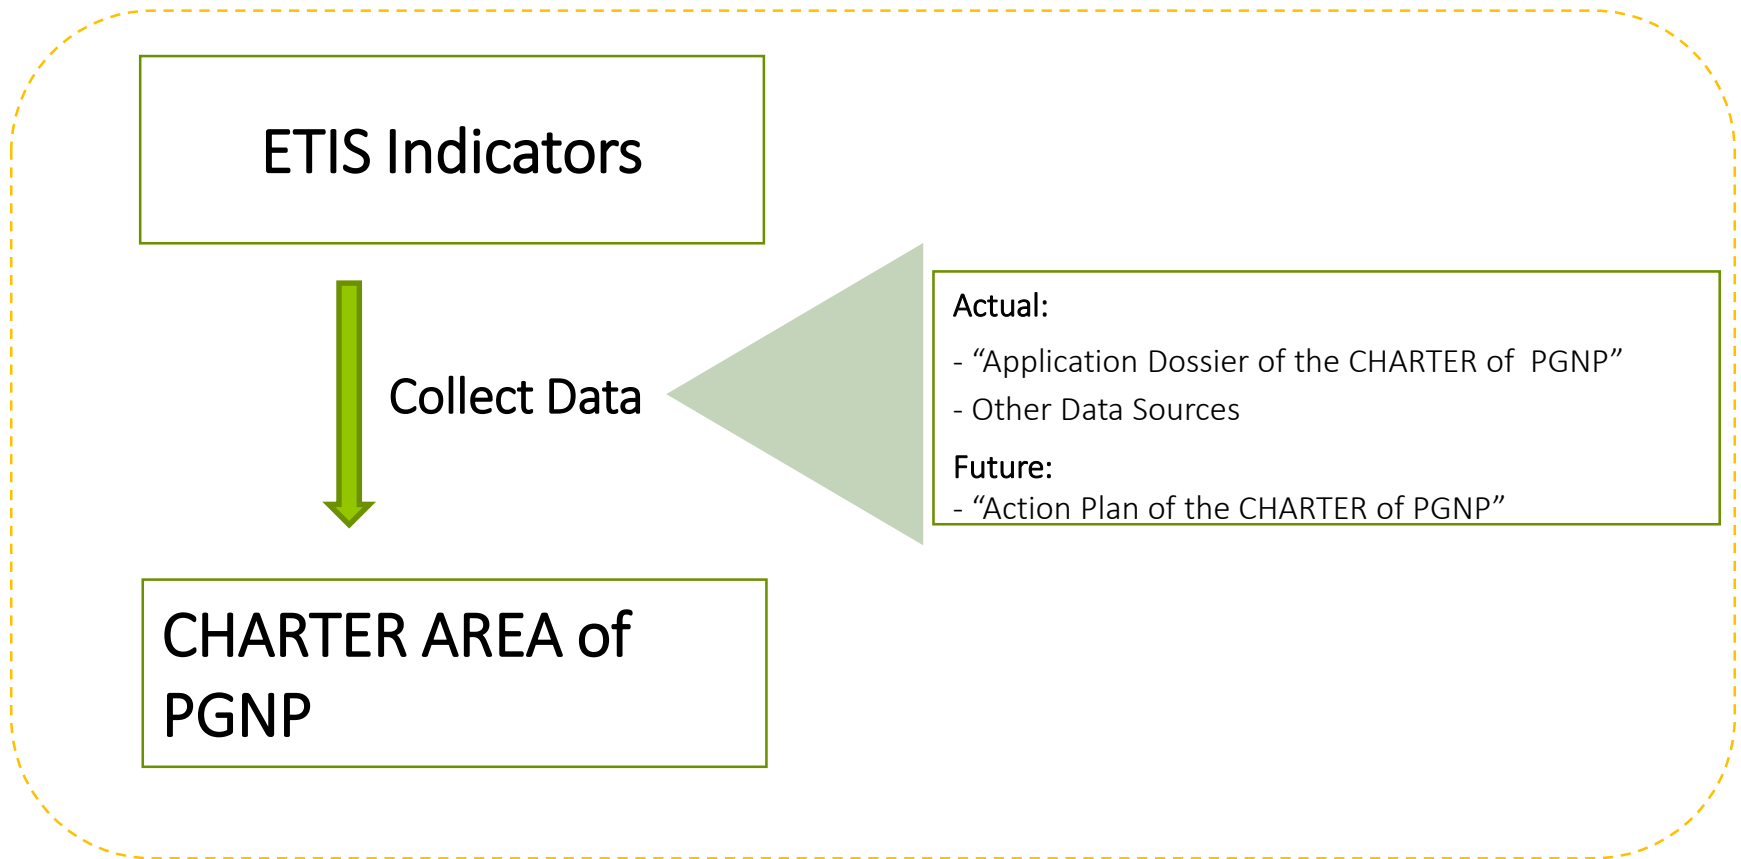 ETIS Indicators
Collect Data
Actual:
- “Application Dossier of the CHARTER of  PGNP”
- Other Data Sources
Future:
- “Action Plan of the CHARTER of PGNP”
CHARTER AREA of
PGNP